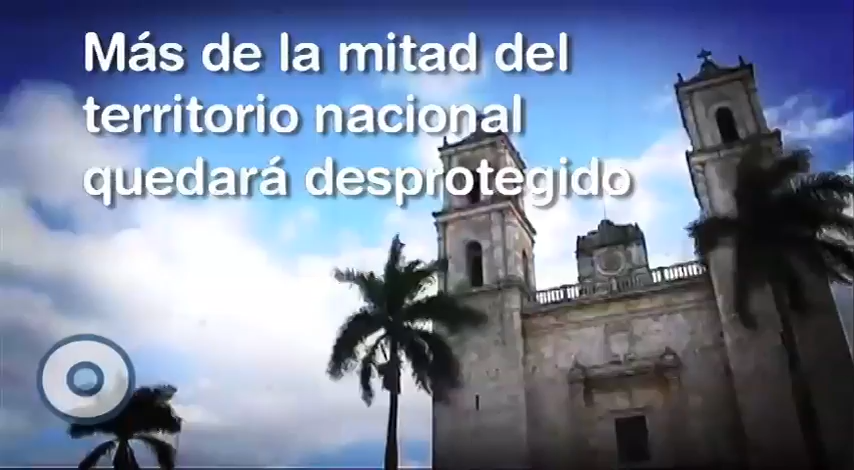 Más de la mitad del
territorio nacional
quedará desprotegido